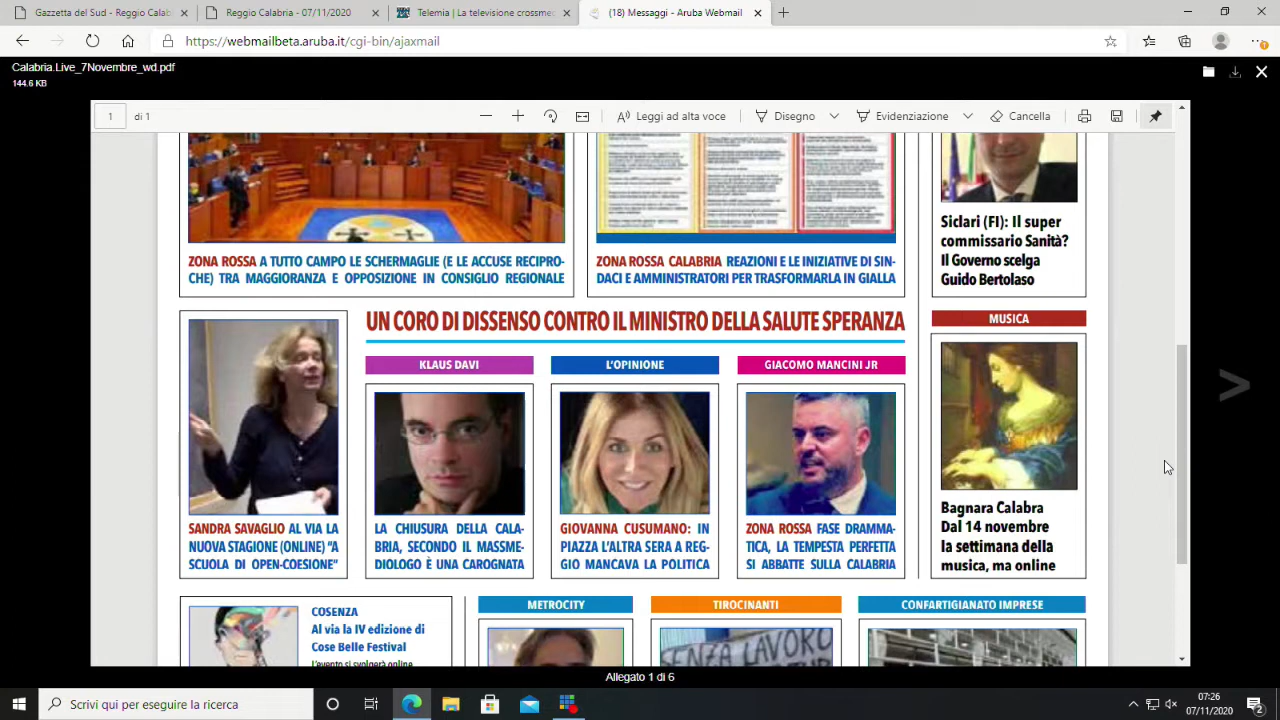 Gazzetta del Sud - Reggio Calab
Reggio Calabria - 07/11/2020
Telemia | La televisione crossmed
(18) Messaggi - Aruba Webmail
https://webmailbeta.aruba.it/cgi-bin/ajaxmail
Calabria.Live_7Novembre_wd.pdf
144.6 KB
1 di 1
Leggi ad alta voce
Disegno
Evidenziazione
Cancella
ZONA ROSSA A TUTTO CAMPO LE SCHERMAGLIE (E LE ACCUSE RECIPRO-
CHE) TRA MAGGIORANZA E OPPOSIZIONE IN CONSIGLIO REGIONALE
ZONA ROSSA CALABRIA REAZIONI E LE INIZIATIVE DI SIN-
DACI E AMMINISTRATORI PER TRASFORMARLA IN GIALLA
Siclari (FI): Il super
commissario Sanità?
Il Governo scelga
Guido Bertolaso
UN CORO DI DISSENSO CONTRO IL MINISTRO DELLA SALUTE SPERANZA
SANDRA SAVAGLIO AL VIA LA
NUOVA STAGIONE (ONLINE) "A
SCUOLA DI OPEN-COESIONE"
KLAUS DAVI
LA CHIUSURA DELLA CALA-
BRIA, SECONDO IL MASSME-
DIOLOGO È UNA CAROGNATA
L'OPINIONE
GIOVANNA CUSUMANO: IN
PIAZZA L'ALTRA SERA A REG-
GIO MANCAVA LA POLITICA
GIACOMO MANCINI JR
ZONA ROSSA FASE DRAMMA-
TICA, LA TEMPESTA PERFETTA
SI ABBATTE SULLA CALABRIA
MUSICA
Bagnara Calabra
Dal 14 novembre
la settimana della
musica, ma online
COSENZA
Al via la IV edizione di
Cose Belle Festival
L'evento si svolgerà online
METROCITY
TIROCINANTI
SENZA LAVORO
CONFARTIGIANATO IMPRESE
Allegato 1 di 6
Scrivi qui per eseguire la ricerca
07:26
07/11/2020
2